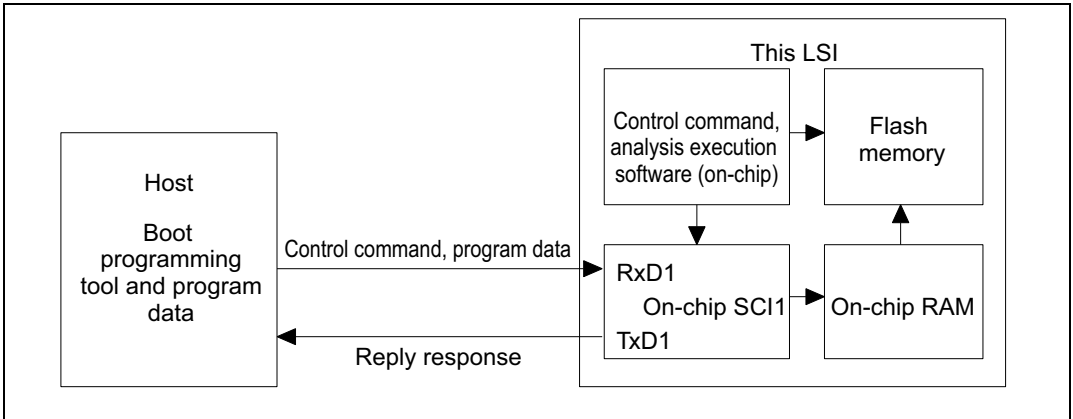 This LSI
Host
Boot
programming
tool and program
data
Control command, program data
Reply response
Control command,
analysis execution
software (on-chip)
Flash
memory
RxD1
On-chip SCI1
TxD1
On-chip RAM